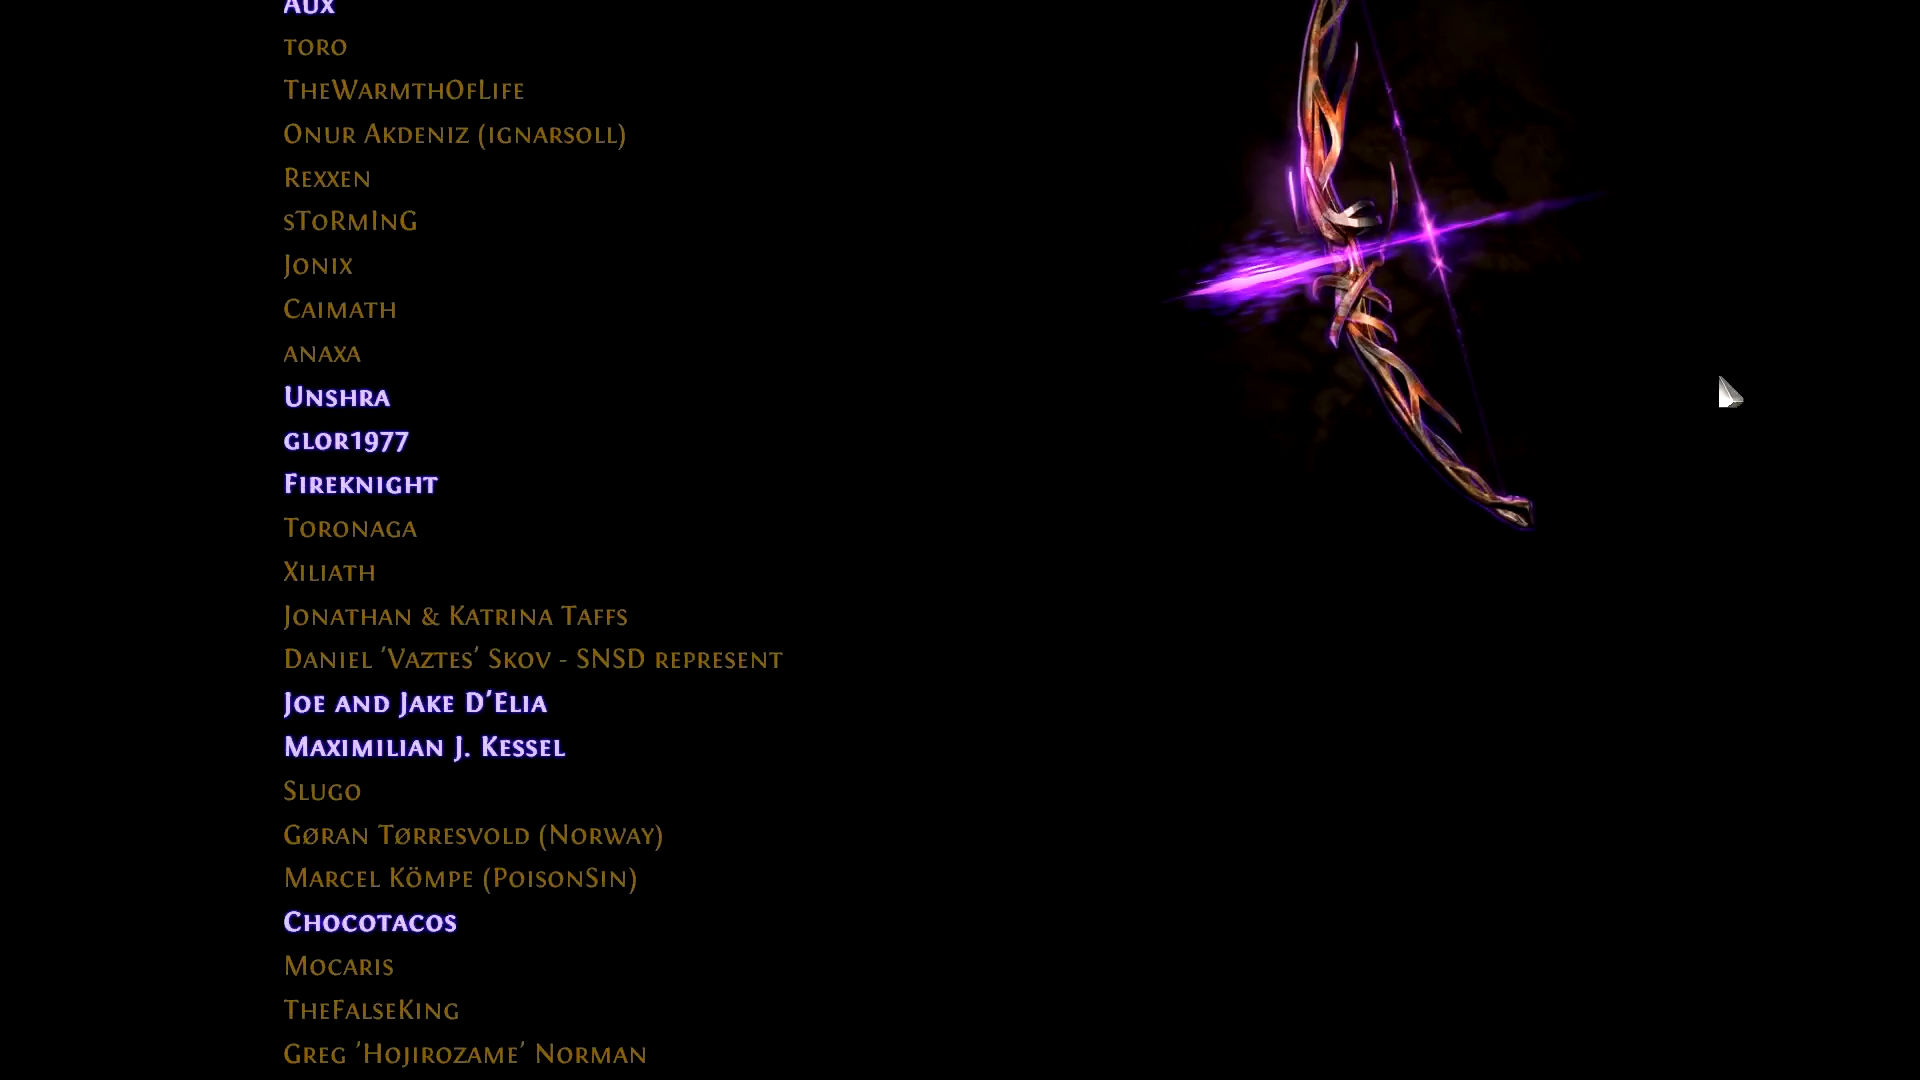 Aux
toro
TheWarmthOfLife
Onur Akdeniz (ignarsoll)
Rexxen
sToRmInG
Jonix
Caimath
anaxa
Unshra
glor1977
Fireknight
Toronaga
Xiliath
Jonathan & Katrina Taffs
Daniel 'Vaztes' Skov - SNSD represent
Joe and Jake D'Elia
Maximilian J. Kessel
Slugo
Gøran Tørresvold (Norway)
Marcel Kömpe (PoisonSin)
Chocotacos
Mocaris
TheFalseKing
Greg 'Hojirozame' Norman